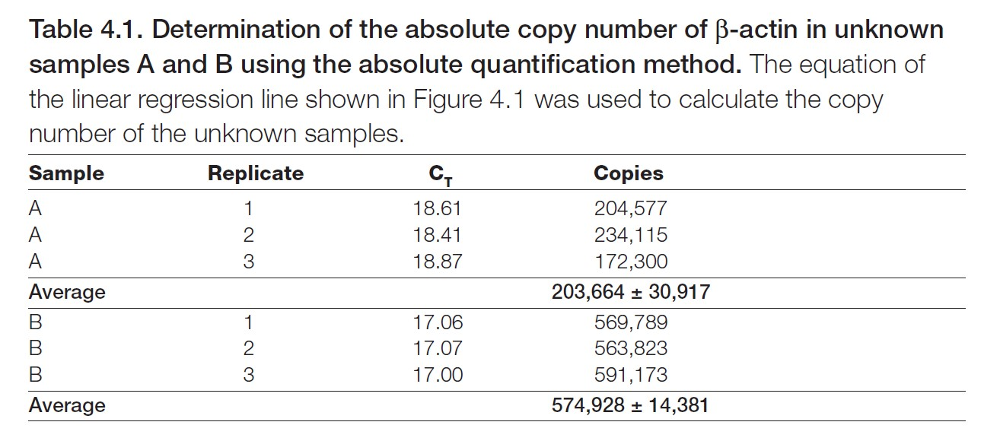 Table 4.1. Determination of the absolute copy number of β-actin in unknown
samples A and B using the absolute quantification method. The equation of
the linear regression line shown in Figure 4.1 was used to calculate the copy
number of the unknown samples.
Sample Replicate CT Copies
A 1 18.61 204,577
A 2 18.41 234,115
A 3 18.87 172,300
Average 203,664 ± 30,917
B 1 17.06 569,789
B 2 17.07 563,823
B 3 17.00 591,173
Average 574,928 ± 14,381